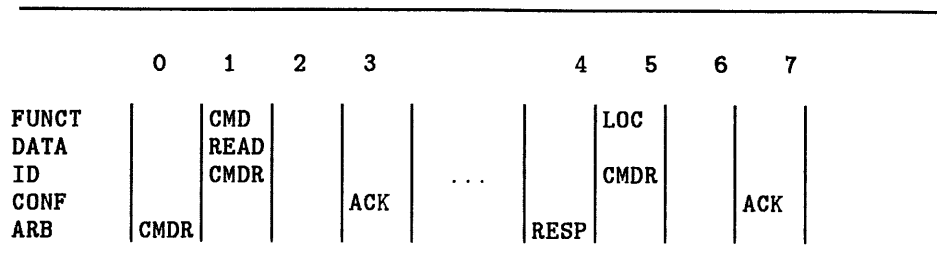 0 1 2 3 4 5 6 7
FUNCT CMD LOC
DATA READ
ID CMDR ... CMDR
CONF ACK ACK
ARB CMDR RESP